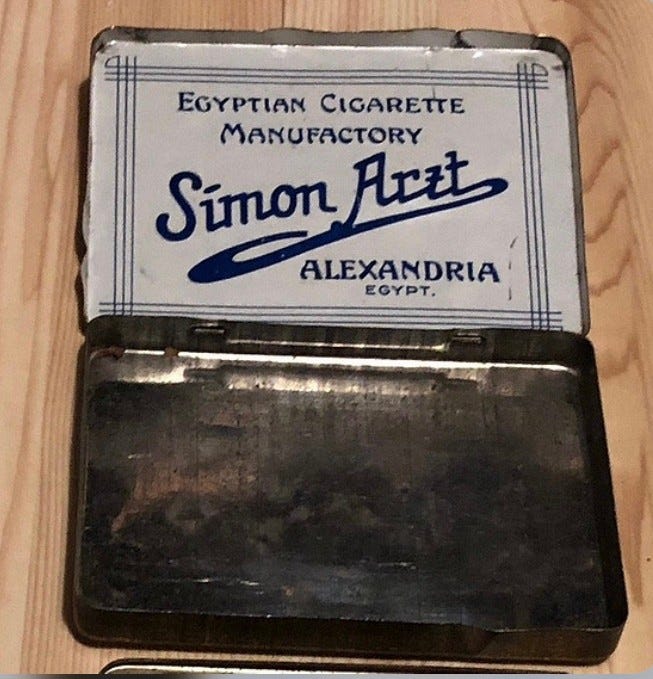 EGYPTIAN CIGARETTE
MANUFACTORY
Simon Arzt
ALEXANDRIA
EGYPT.